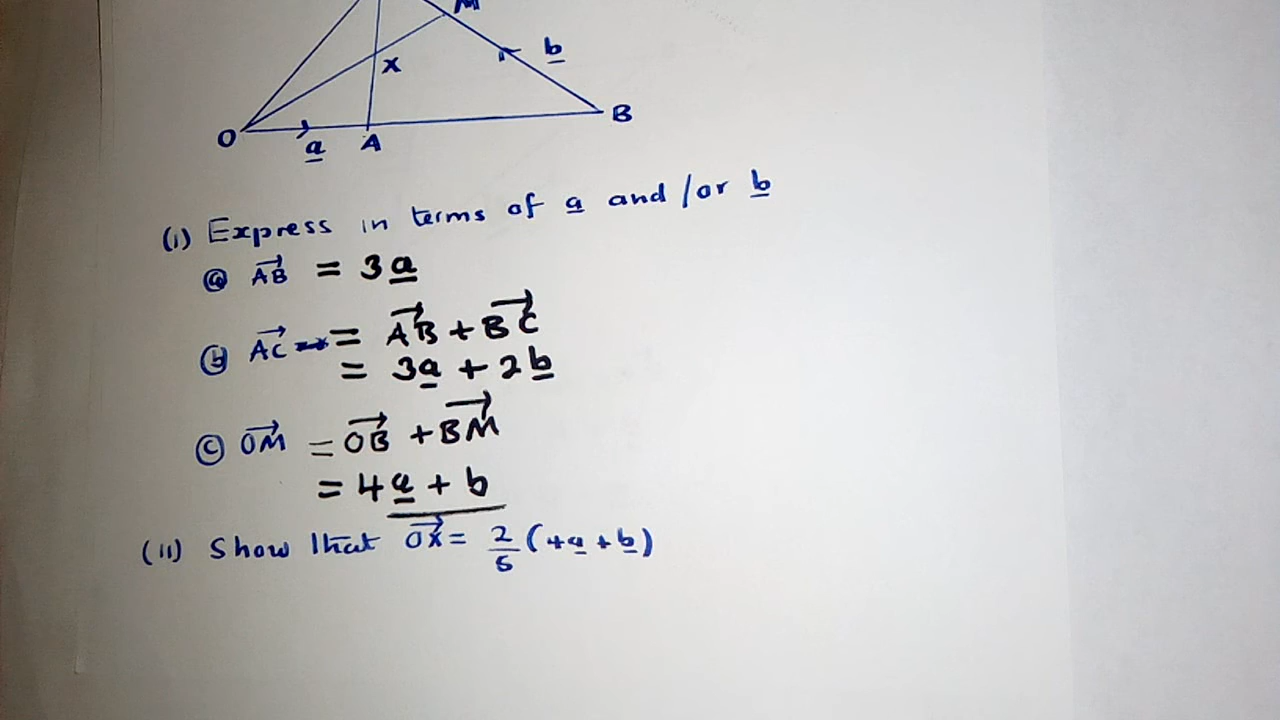 M
b
x
O
B
a
A
(i) Express in terms of a and /or b
(a) AB = 3a
(b) AC = AB + BC
= 3a + 2b
(c) OM = OB + BM
= 4a + b
(ii) Show that OX = 2/5 (4a + b)